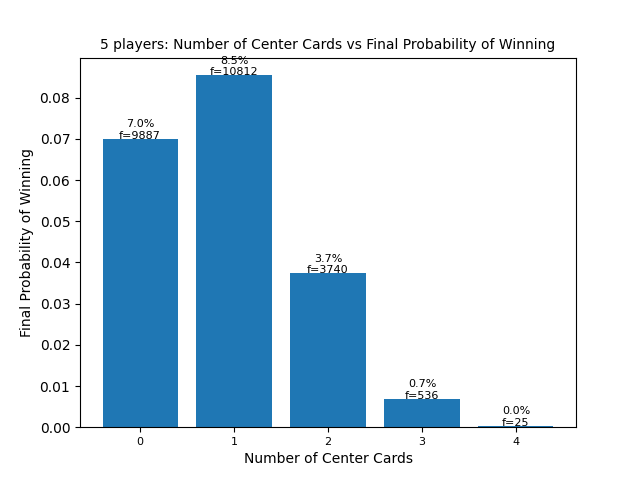 5 players: Number of Center Cards vs Final Probability of Winning
8.5%
f=10812
7.0%
f=9887
3.7%
f=3740
0.7%
f=536
0.0%
f=25
0.08
0.07
0.06
0.05
0.04
0.03
0.02
0.01
0.00
Final Probability of Winning
0 1 2 3 4
Number of Center Cards